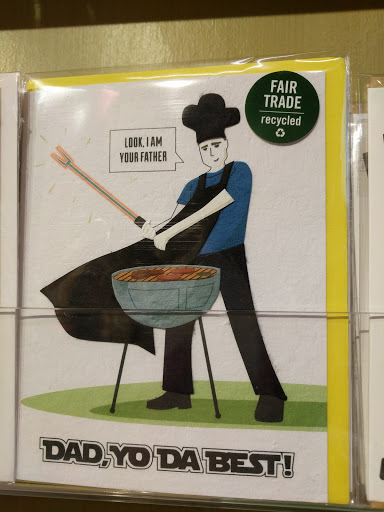 FAIR
TRADE
recycled
LOOK, I AM
YOUR FATHER
DAD, YO DA BEST!